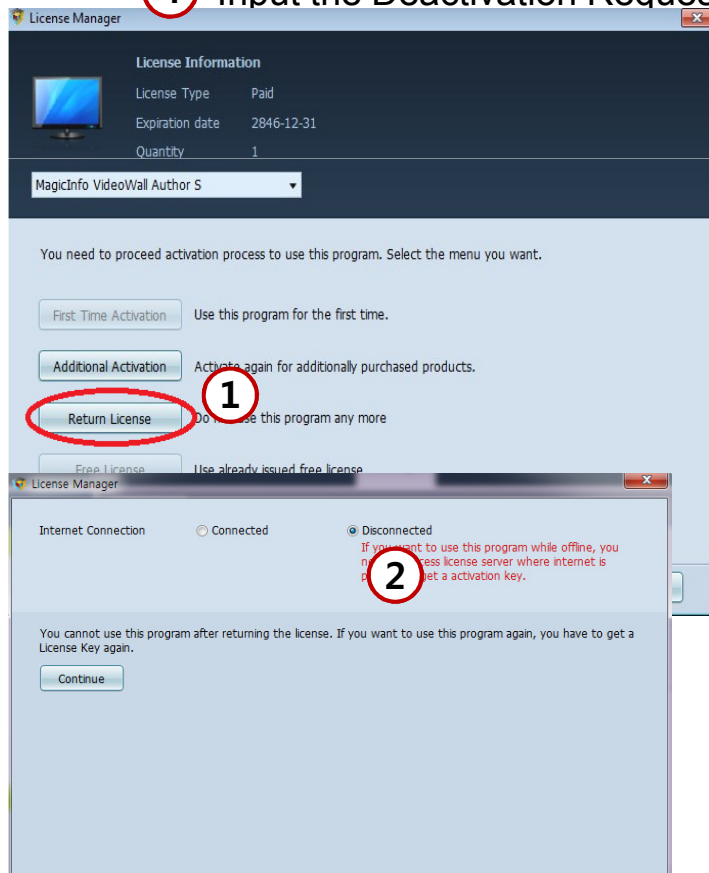 4 Input the Deactivation Reques
License Manager
License Information
License Type Paid
Expiration date 2846-12-31
Quantity 1
MagicInfo VideoWall Author S
You need to proceed activation process to use this program. Select the menu you want.
First Time Activation Use this program for the first time.
Additional Activation Activate again for additionally purchased products.
1
Return License Do use this program any more
Free License Use already issued free license
License Manager
Internet Connection Connected Disconnected
If you want to use this program while offline, you
license server where internet is
2
get a activation key.
You cannot use this program after returning the license. If you want to use this program again, you have to get a
License Key again.
Continue